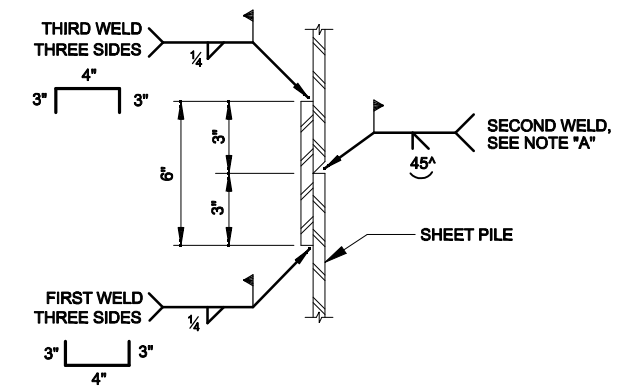 THIRD WELD
THREE SIDES
1/4
4"
3"
3"
6"
3"
3"
45^
SECOND WELD,
SEE NOTE "A"
SHEET PILE
FIRST WELD
THREE SIDES
1/4
3"
3"
4"